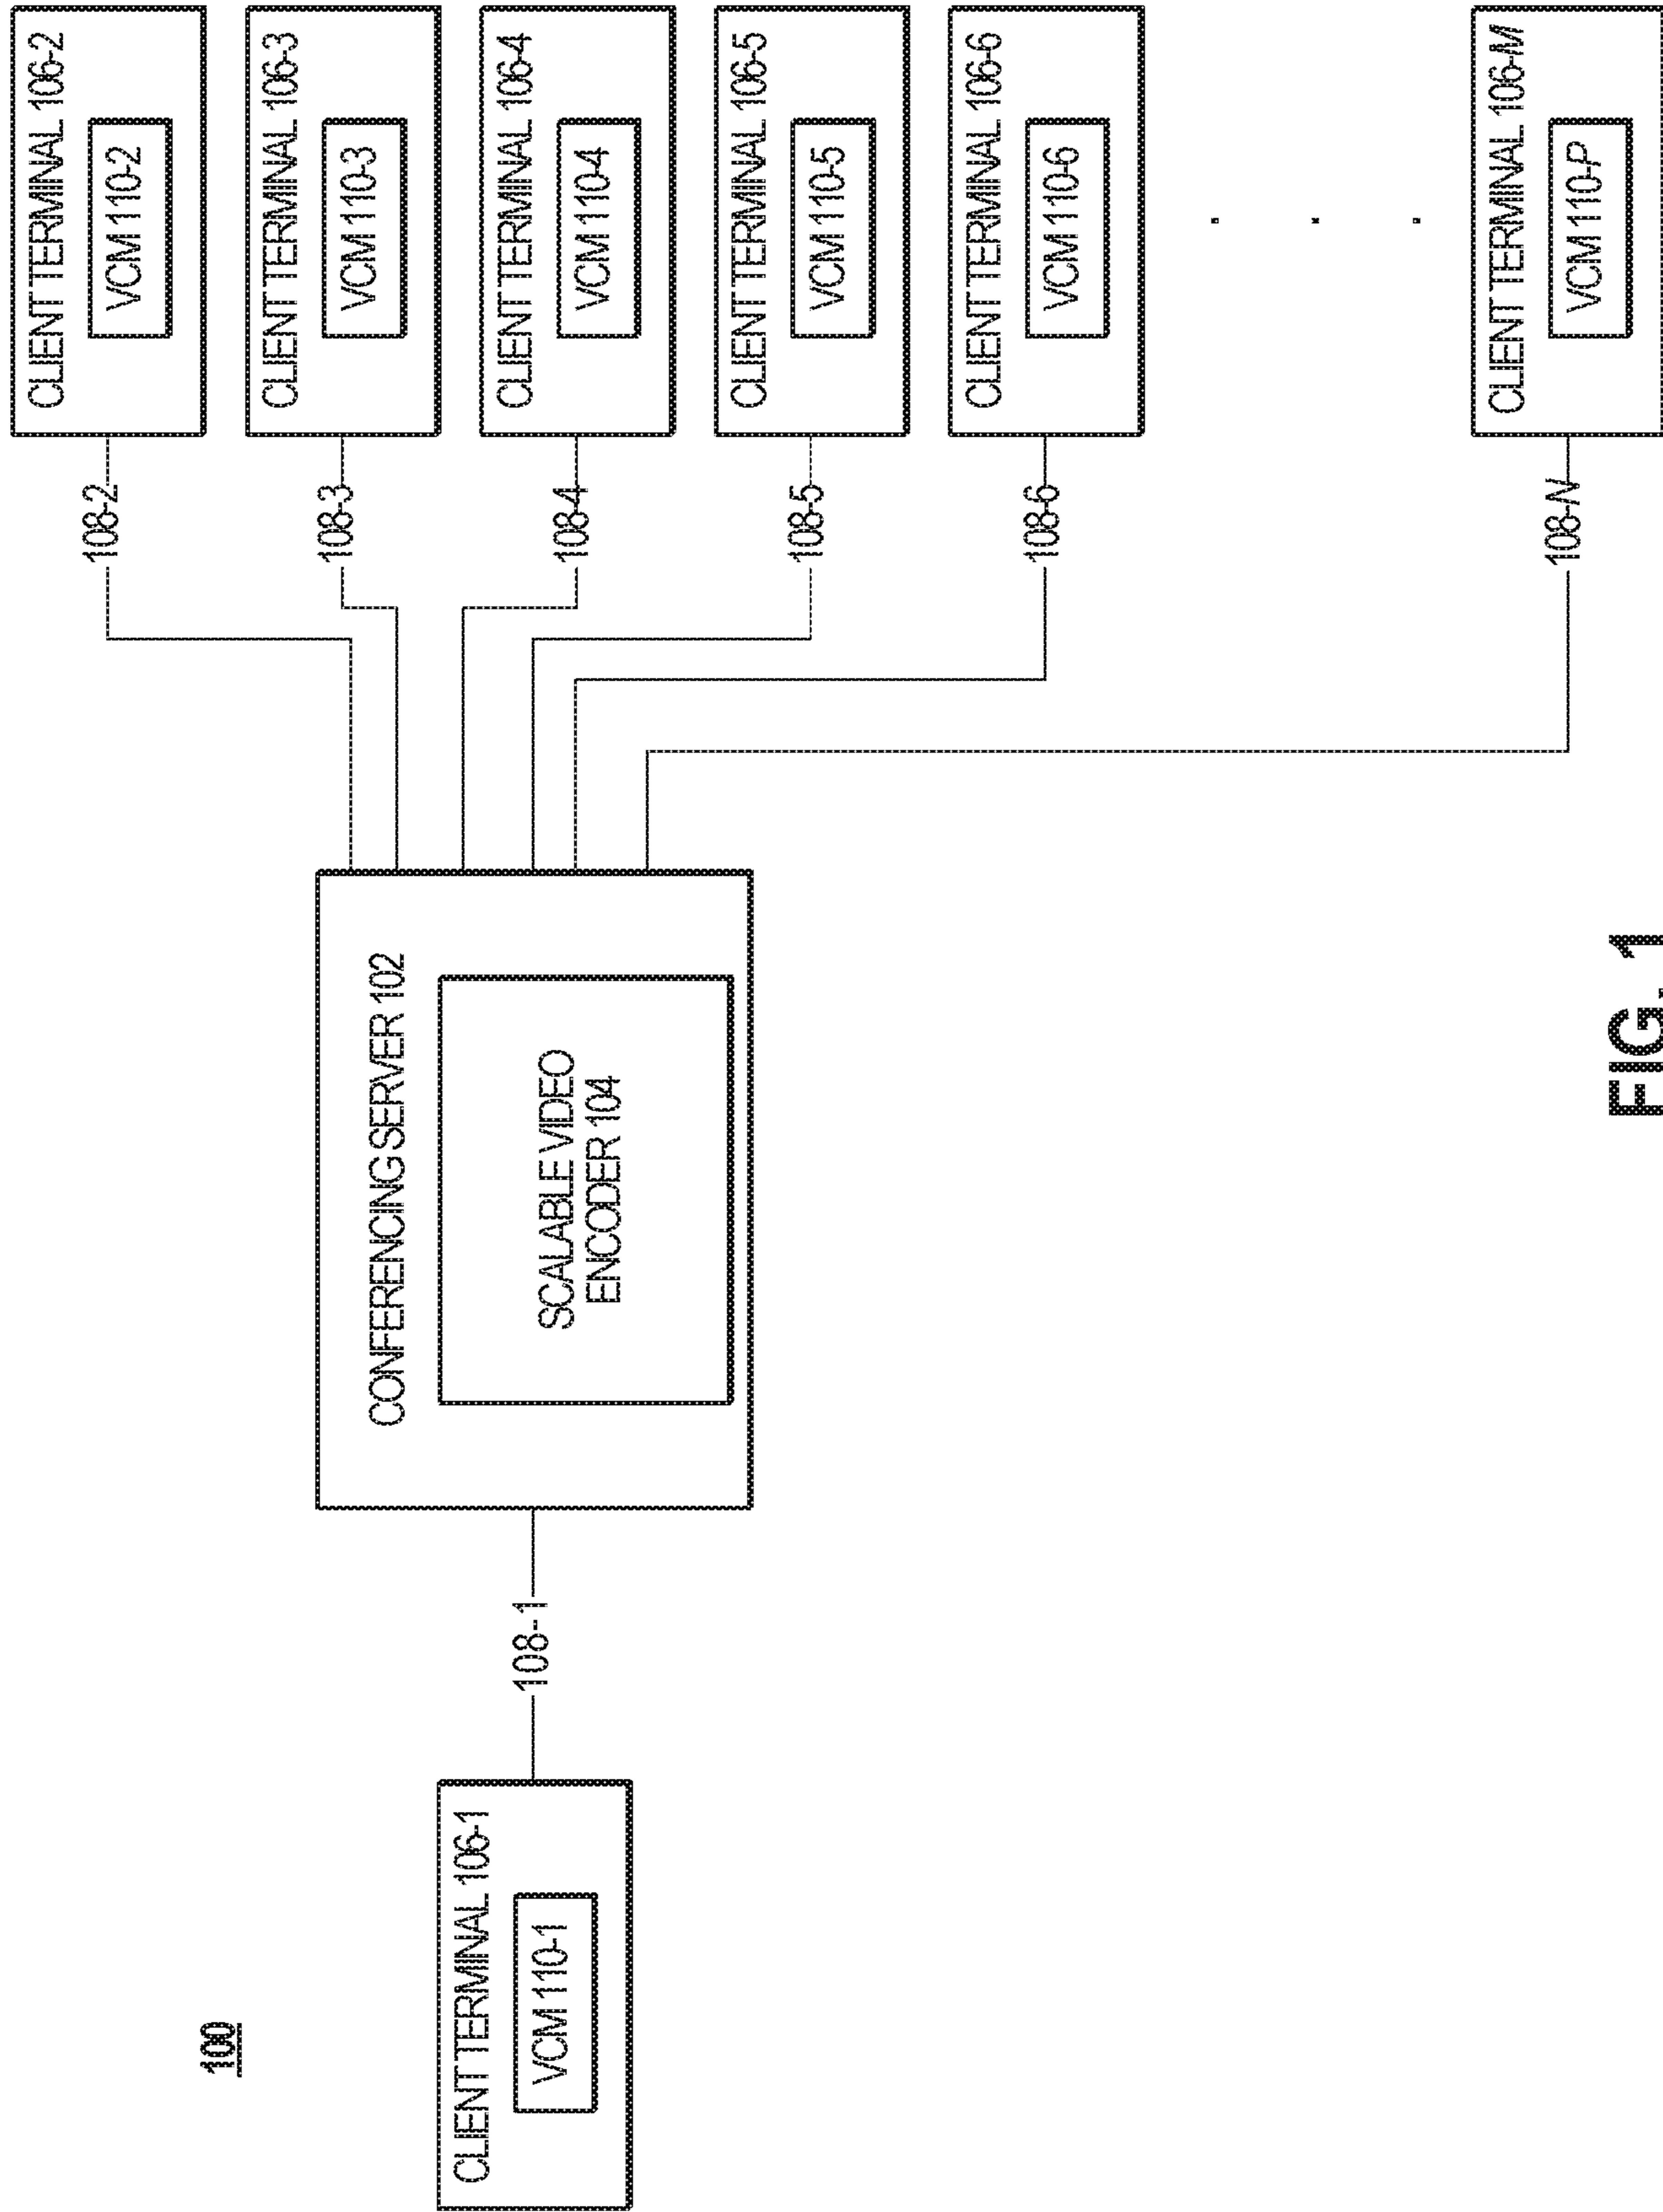 100
CLIENT TERMINAL 106-1
VCM 110-1
108-1
CONFERENCING SERVER 102
SCALABLE VIDEO
ENCODER 104
108-2
CLIENT TERMINAL 106-2
VCM 110-2
108-3
CLIENT TERMINAL 106-3
VCM 110-3
108-4
CLIENT TERMINAL 106-4
VCM 110-4
108-5
CLIENT TERMINAL 106-5
VCM 110-5
108-6
CLIENT TERMINAL 106-6
VCM 110-6
. . .
108-N
CLIENT TERMINAL 106-M
VCM 110-P
FIG. 1